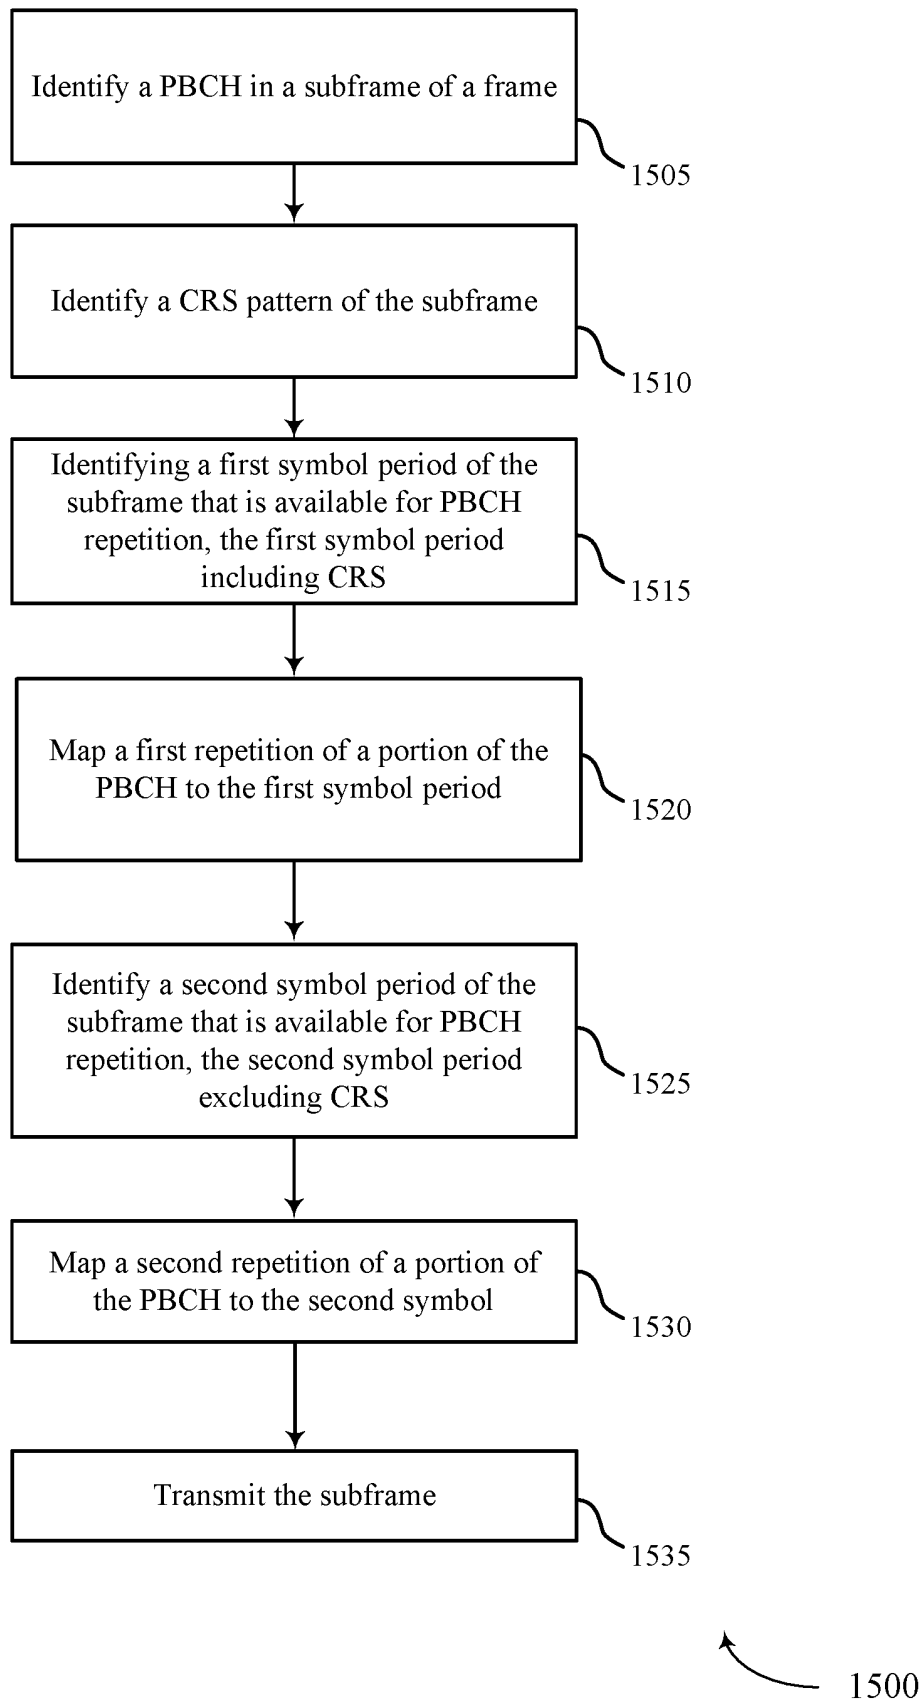 Identify a PBCH in a subframe of a frame
1505
Identify a CRS pattern of the subframe
1510
Identifying a first symbol period of the
subframe that is available for PBCH
repetition, the first symbol period
including CRS
1515
Map a first repetition of a portion of the
PBCH to the first symbol period
1520
Identify a second symbol period of the
subframe that is available for PBCH
repetition, the second symbol period
excluding CRS
1525
Map a second repetition of a portion of
the PBCH to the second symbol
1530
Transmit the subframe
1535
1500